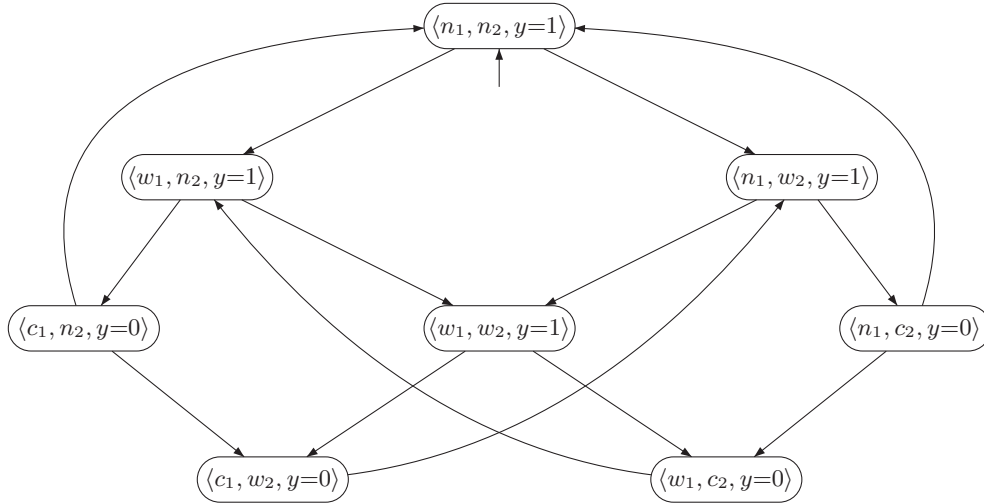 ⟨n₁, n₂, y=1⟩
⟨w₁, n₂, y=1⟩ ⟨n₁, w₂, y=1⟩
⟨c₁, n₂, y=0⟩ ⟨w₁, w₂, y=1⟩ ⟨n₁, c₂, y=0⟩
⟨c₁, w₂, y=0⟩ ⟨w₁, c₂, y=0⟩